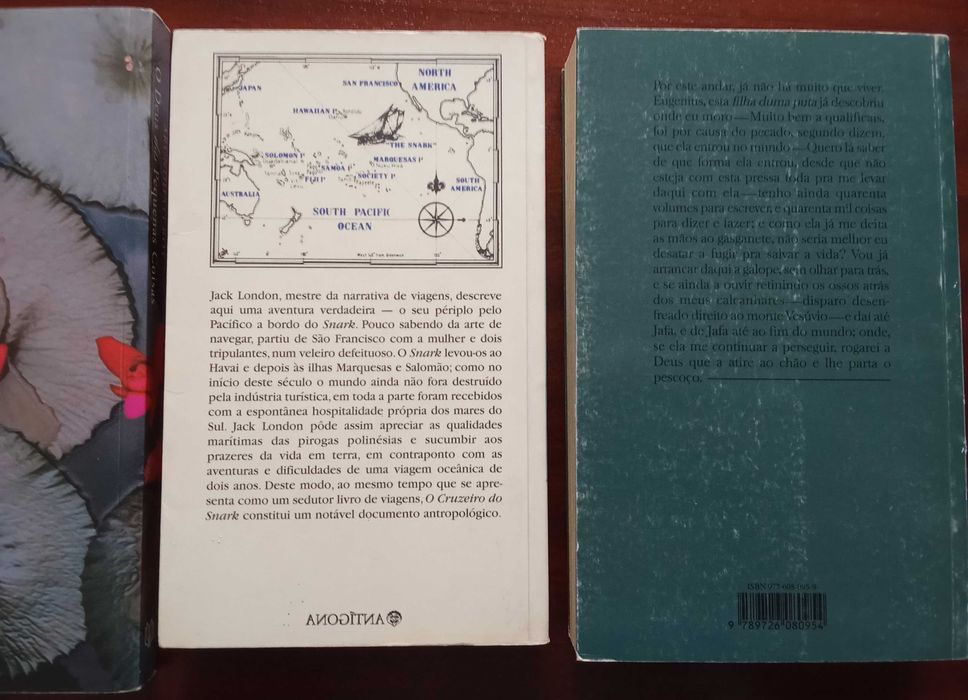 O Deus das Pequenas Coisas
JAPAN
SAN FRANCISCO
NORTH
AMERICA
HAWAIIAN Iˢ
"THE SNARK"
SOLOMON Iˢ
MARQUESAS Iˢ
SAMOA Iˢ
FIJI Iˢ
SOCIETY Iˢ
SOUTH
AMERICA
AUSTRALIA
SOUTH PACIFIC
OCEAN
Jack London, mestre da narrativa de viagens, descreve
aqui uma aventura verdadeira — o seu périplo pelo
Pacífico a bordo do Snark. Pouco sabendo da arte de
navegar, partiu de São Francisco com a mulher e dois
tripulantes, num veleiro defeituoso. O Snark levou-os ao
Havai e depois às ilhas Marquesas e Salomão; como no
início deste século o mundo ainda não fora destruído
pela indústria turística, em toda a parte foram recebidos
com a espontânea hospitalidade própria dos mares do
Sul. Jack London pôde assim apreciar as qualidades
marítimas das pirogas polinésias e sucumbir aos
prazeres da vida em terra, em contraponto com as
aventuras e dificuldades de uma viagem oceânica de
dois anos. Deste modo, ao mesmo tempo que se apre-
senta como um sedutor livro de viagens, O Cruzeiro do
Snark constitui um notável documento antropológico.
ANTÍGONA
Por este andar, já não há muito que viver.
Eugenius, esta filha duma puta já descobriu
onde eu moro — Muito bem a qualificais,
foi por causa do pecado, segundo dizem,
que ela entrou no mundo — Quero lá saber
de que forma ela entrou, desde que não
esteja com esta pressa toda pra me levar
daqui com ela — tenho ainda quarenta
volumes para escrever, e quarenta mil coisas
para dizer e fazer; e como ela já me deita
as mãos ao gasganete, não seria melhor eu
desatar a fugir pra salvar a vida? Vou já
arrancar daqui a galope, sem olhar para trás,
e se ainda a ouvir retinindo os ossos atrás
dos meus calcanhares — disparo desen-
freado direito ao monte Vesúvio — e daí até
Jafa, e de Jafa até ao fim do mundo; onde,
se ela me continuar a perseguir, rogarei a
Deus que a atire ao chão e lhe parta o
pescoço.
ISBN 972-608-095-9
9 789726 080954